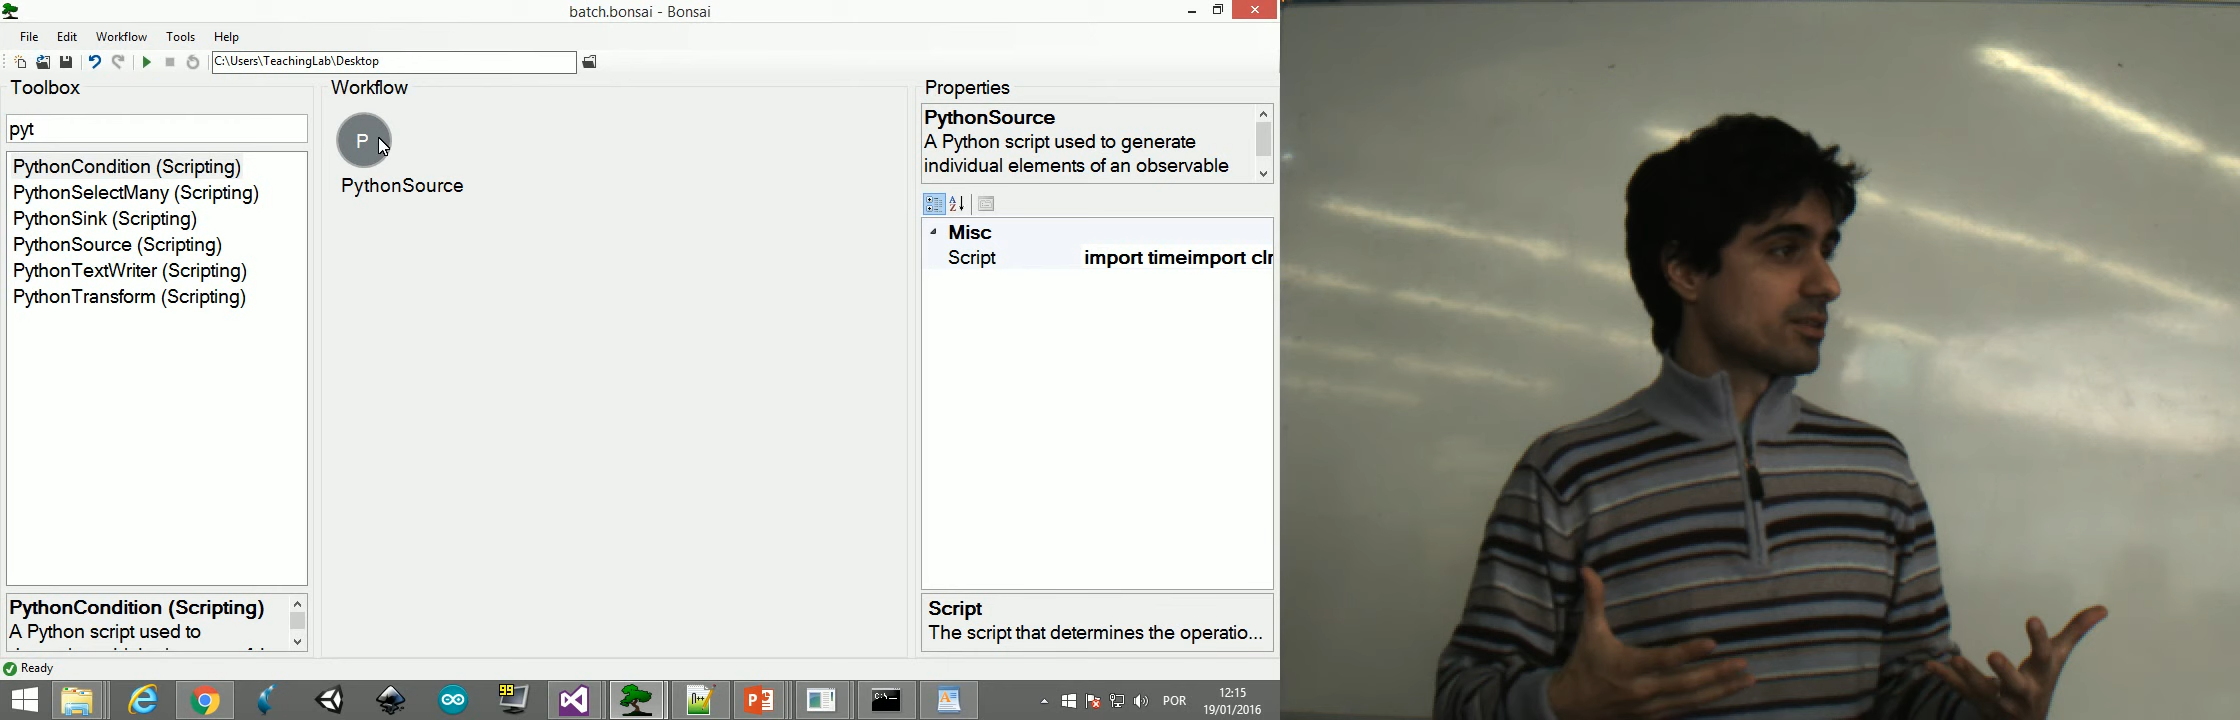 batch.bonsai - Bonsai
File Edit Workflow Tools Help
C:\Users\TeachingLab\Desktop
Toolbox
pyt
PythonCondition (Scripting)
PythonSelectMany (Scripting)
PythonSink (Scripting)
PythonSource (Scripting)
PythonTextWriter (Scripting)
PythonTransform (Scripting)
PythonCondition (Scripting)
A Python script used to
Workflow
P
PythonSource
Properties
PythonSource
A Python script used to generate
individual elements of an observable
Misc
Script import timeimport clr
Script
The script that determines the operatio...
Ready
99
POR
12:15
19/01/2016